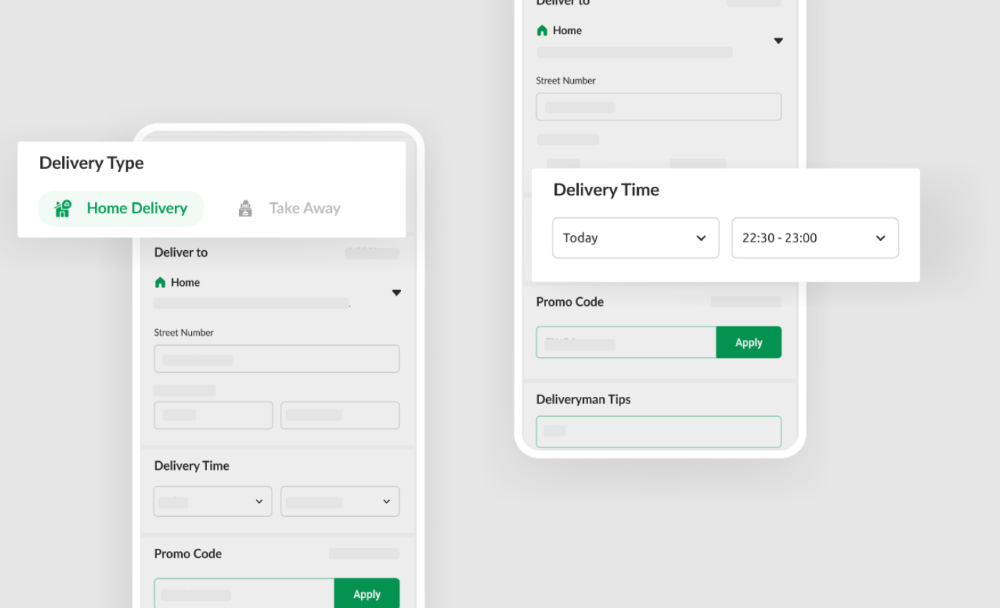 Delivery Type
Home Delivery Take Away
Deliver to
Home
Street Number
Delivery Time
Promo Code
Apply
Deliver to
Home
Street Number
Delivery Time
Today 22:30 - 23:00
Promo Code
Apply
Deliveryman Tips